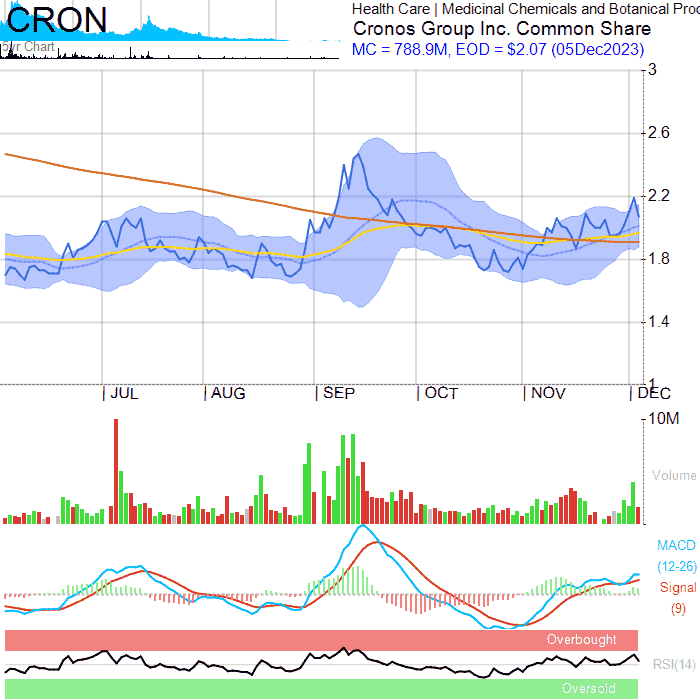 CRON
5yr Chart
Health Care | Medicinal Chemicals and Botanical Proc
Cronos Group Inc. Common Share
MC = 788.9M, EOD = $2.07 (05Dec2023)
3
2.6
2.2
1.8
1.4
1
| JUL | AUG | SEP | OCT | NOV | DEC
10M
Volume
MACD
(12-26)
Signal
(9)
Overbought
RSI(14)
Oversold